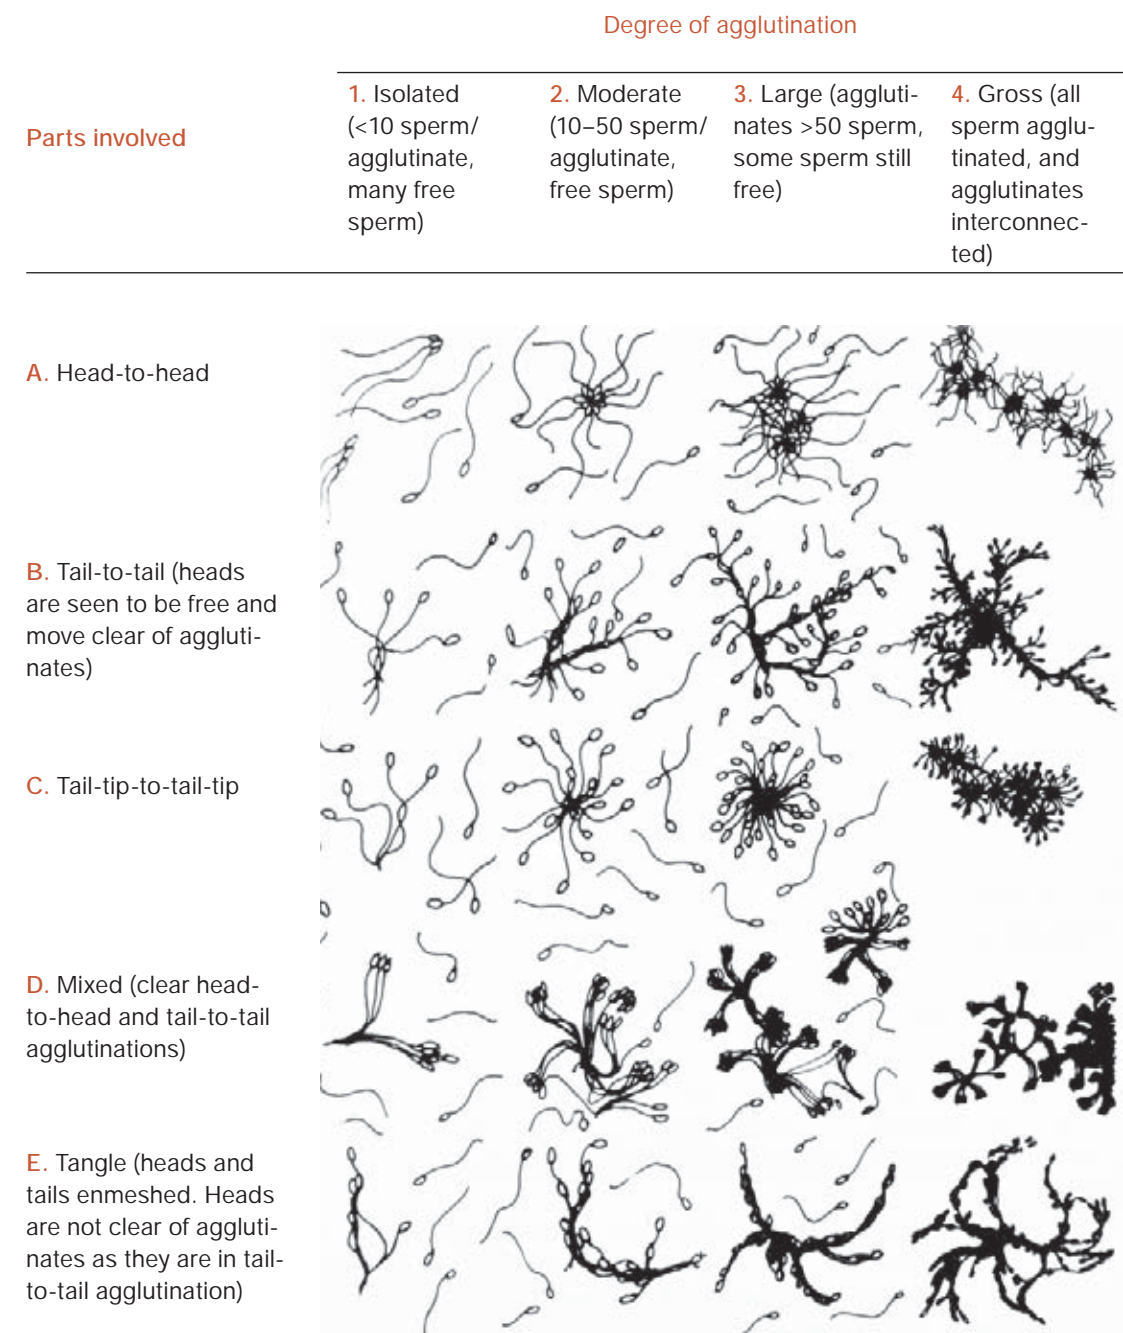 Degree of agglutination
Parts involved
1. Isolated
(<10 sperm/
agglutinate,
many free
sperm)
2. Moderate
(10–50 sperm/
agglutinate,
free sperm)
3. Large (aggluti-
nates >50 sperm,
some sperm still
free)
4. Gross (all
sperm agglu-
tinated, and
agglutinates
interconnec-
ted)
A. Head-to-head
B. Tail-to-tail (heads
are seen to be free and
move clear of aggluti-
nates)
C. Tail-tip-to-tail-tip
D. Mixed (clear head-
to-head and tail-to-tail
agglutinations)
E. Tangle (heads and
tails enmeshed. Heads
are not clear of aggluti-
nates as they are in tail-
to-tail agglutination)